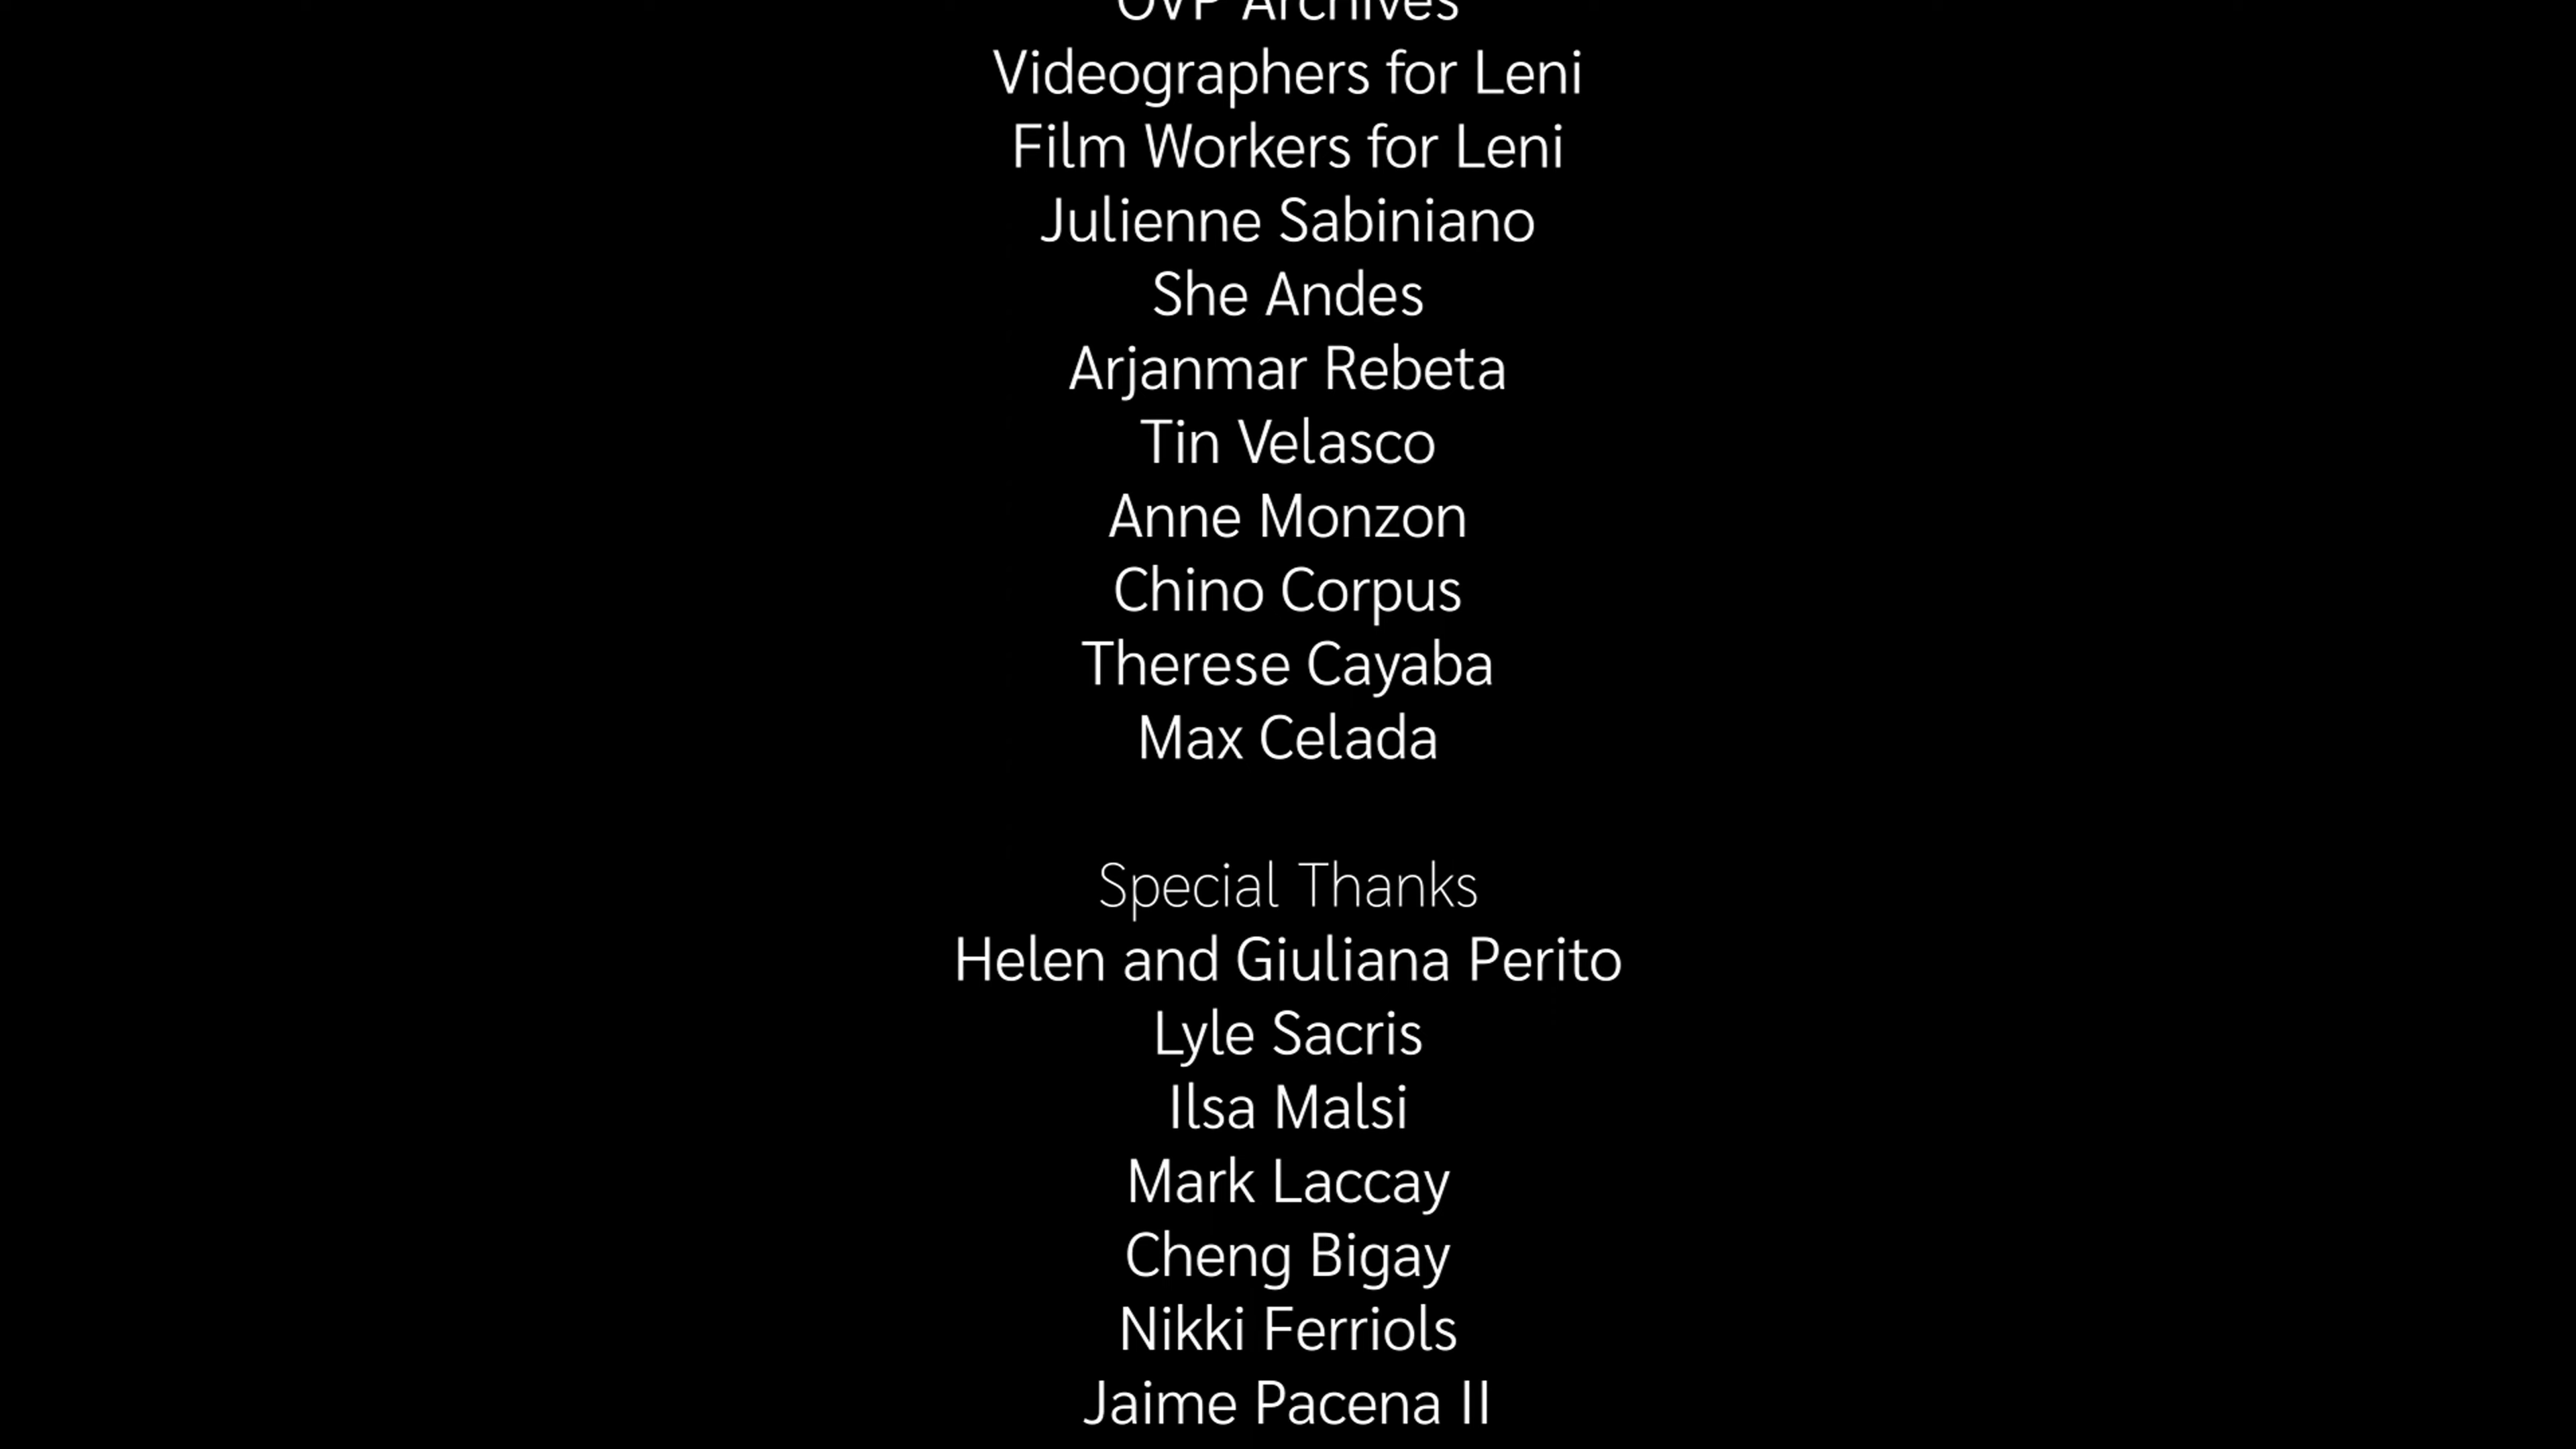 OVP Archives
Videographers for Leni
Film Workers for Leni
Julienne Sabiniano
She Andes
Arjanmar Rebeta
Tin Velasco
Anne Monzon
Chino Corpus
Therese Cayaba
Max Celada
Special Thanks
Helen and Giuliana Perito
Lyle Sacris
Ilsa Malsi
Mark Laccay
Cheng Bigay
Nikki Ferriols
Jaime Pacena II